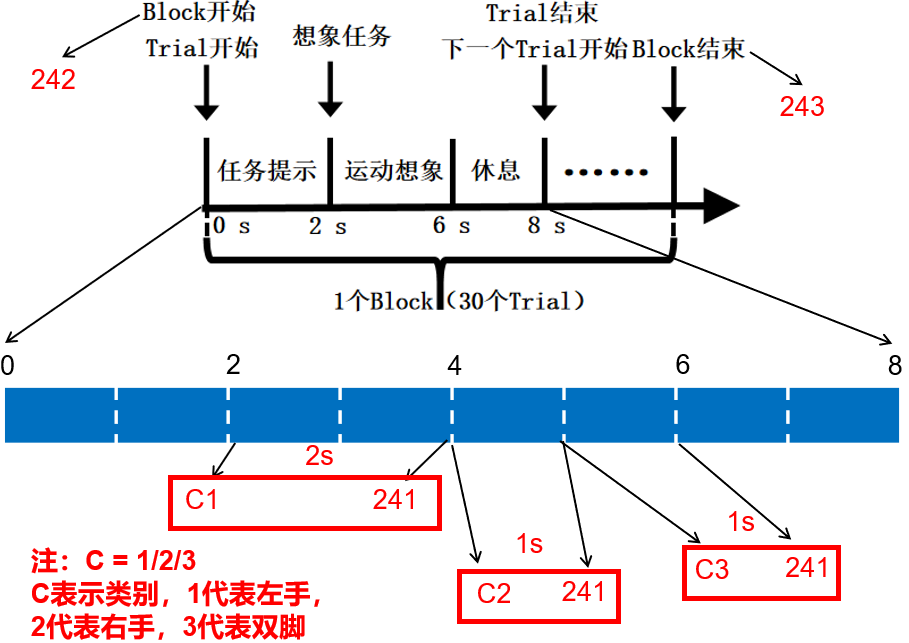 Block开始
Trial开始
242
想象任务
Trial结束
下一个Trial开始
Block结束
243
任务提示
运动想象
休息
······
0 s
2 s
6 s
8 s
1个Block（30个Trial）
0
2
4
6
8
2s
C1 241
1s
C2 241
1s
C3 241
注：C = 1/2/3
C表示类别，1代表左手，
2代表右手，3代表双脚